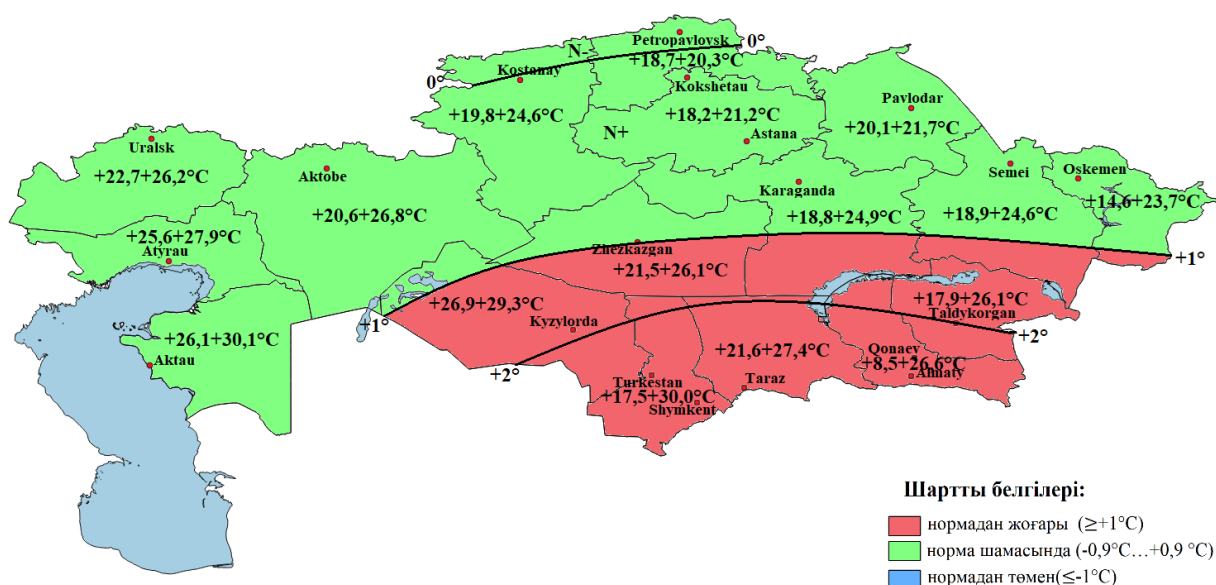 Petropavlovsk
N-
0°
+18,7+20,3°C
Kostanay
0°
Kokshetau
+19,8+24,6°C
Pavlodar
+18,2+21,2°C
N+
+20,1+21,7°C
Astana
Uralsk
Aktobe
Semei
Oskemen
+22,7+26,2°C
Karaganda
+14,6+23,7°C
+20,6+26,8°C
+18,8+24,9°C
+18,9+24,6°C
+25,6+27,9°C
Atyrau
Zhezkazgan
+1°
+21,5+26,1°C
+26,9+29,3°C
+17,9+26,1°C
Taldykorgan
+1°
Kyzylorda
+2°
+26,1+30,1°C
Aktau
+21,6+27,4°C
Qonaev
+8,5+26,6°C
Almaty
+2°
Turkestan
Taraz
+17,5+30,0°C
Shymkent
Шартты белгілері:
нормадан жоғары (≥+1°C)
норма шамасында (-0,9°C…+0,9 °C)
нормадан төмен(≤-1°C)